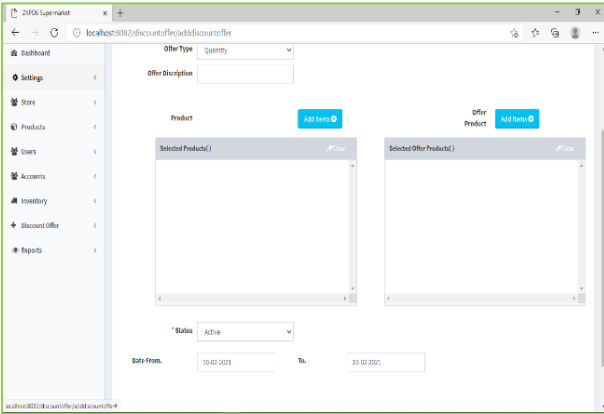 ZKPOS Supermarket
localhost:8082/discountoffer/adddiscountoffer
Dashboard
Offer Type Quantity
Offer Discription
Settings
Store
Product Add Items Offer Product Add Items
Products
Selected Products( ) Clear Selected Offer Products( ) Clear
Users
Accounts
Inventory
Discount Offer
Reports
* Status Active
Date From. 10-02-2021 To. 10-02-2021
localhost:8082/discountoffer/adddiscountoffer#